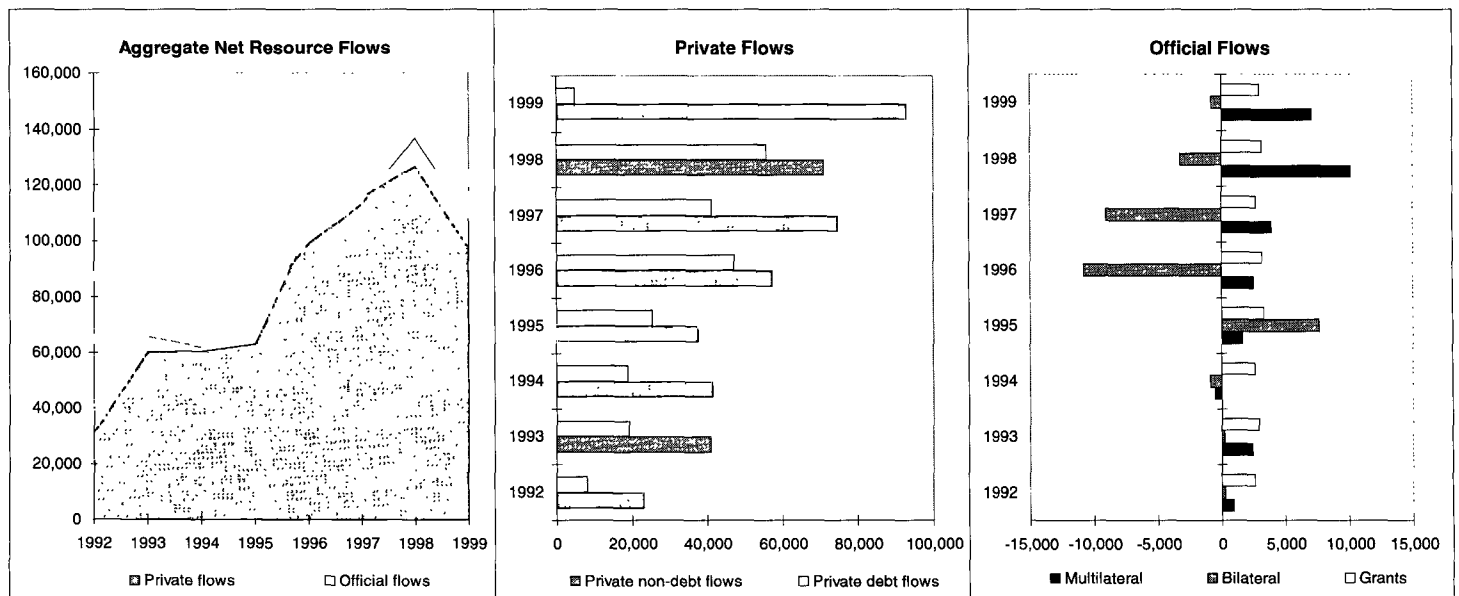 Aggregate Net Resource Flows
160,000
140,000
120,000
100,000
80,000
60,000
40,000
20,000
0
1992 1993 1994 1995 1996 1997 1998 1999
Private flows Official flows
Private Flows
1999
1998
1997
1996
1995
1994
1993
1992
0 20,000 40,000 60,000 80,000 100,000
Private non-debt flows Private debt flows
Official Flows
1999
1998
1997
1996
1995
1994
1993
1992
-15,000 -10,000 -5,000 0 5,000 10,000 15,000
Multilateral Bilateral Grants